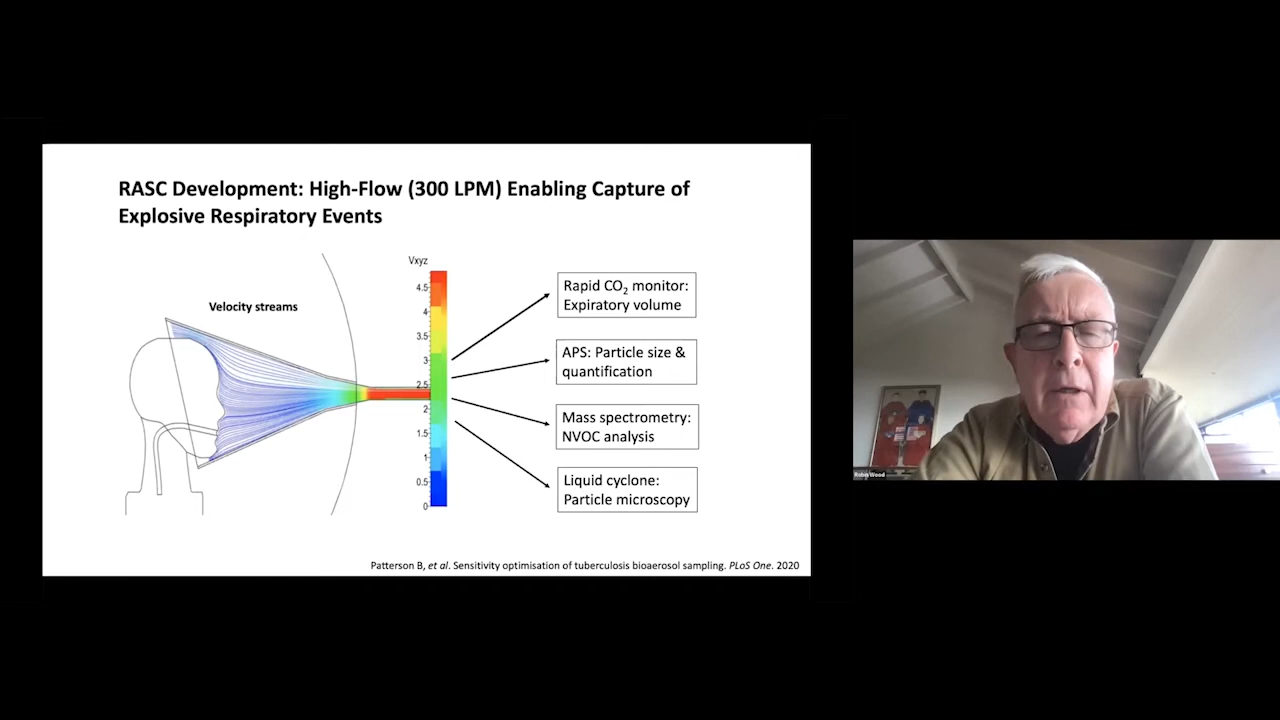 RASC Development: High-Flow (300 LPM) Enabling Capture of
Explosive Respiratory Events
Vxyz
Velocity streams
4.5
4
3.5
3
2.5
2
1.5
1
0.5
0
Rapid CO₂ monitor:
Expiratory volume
APS: Particle size &
quantification
Mass spectrometry:
NVOC analysis
Liquid cyclone:
Particle microscopy
Patterson B, et al. Sensitivity optimisation of tuberculosis bioaerosol sampling. PLoS One. 2020
Robin Wood